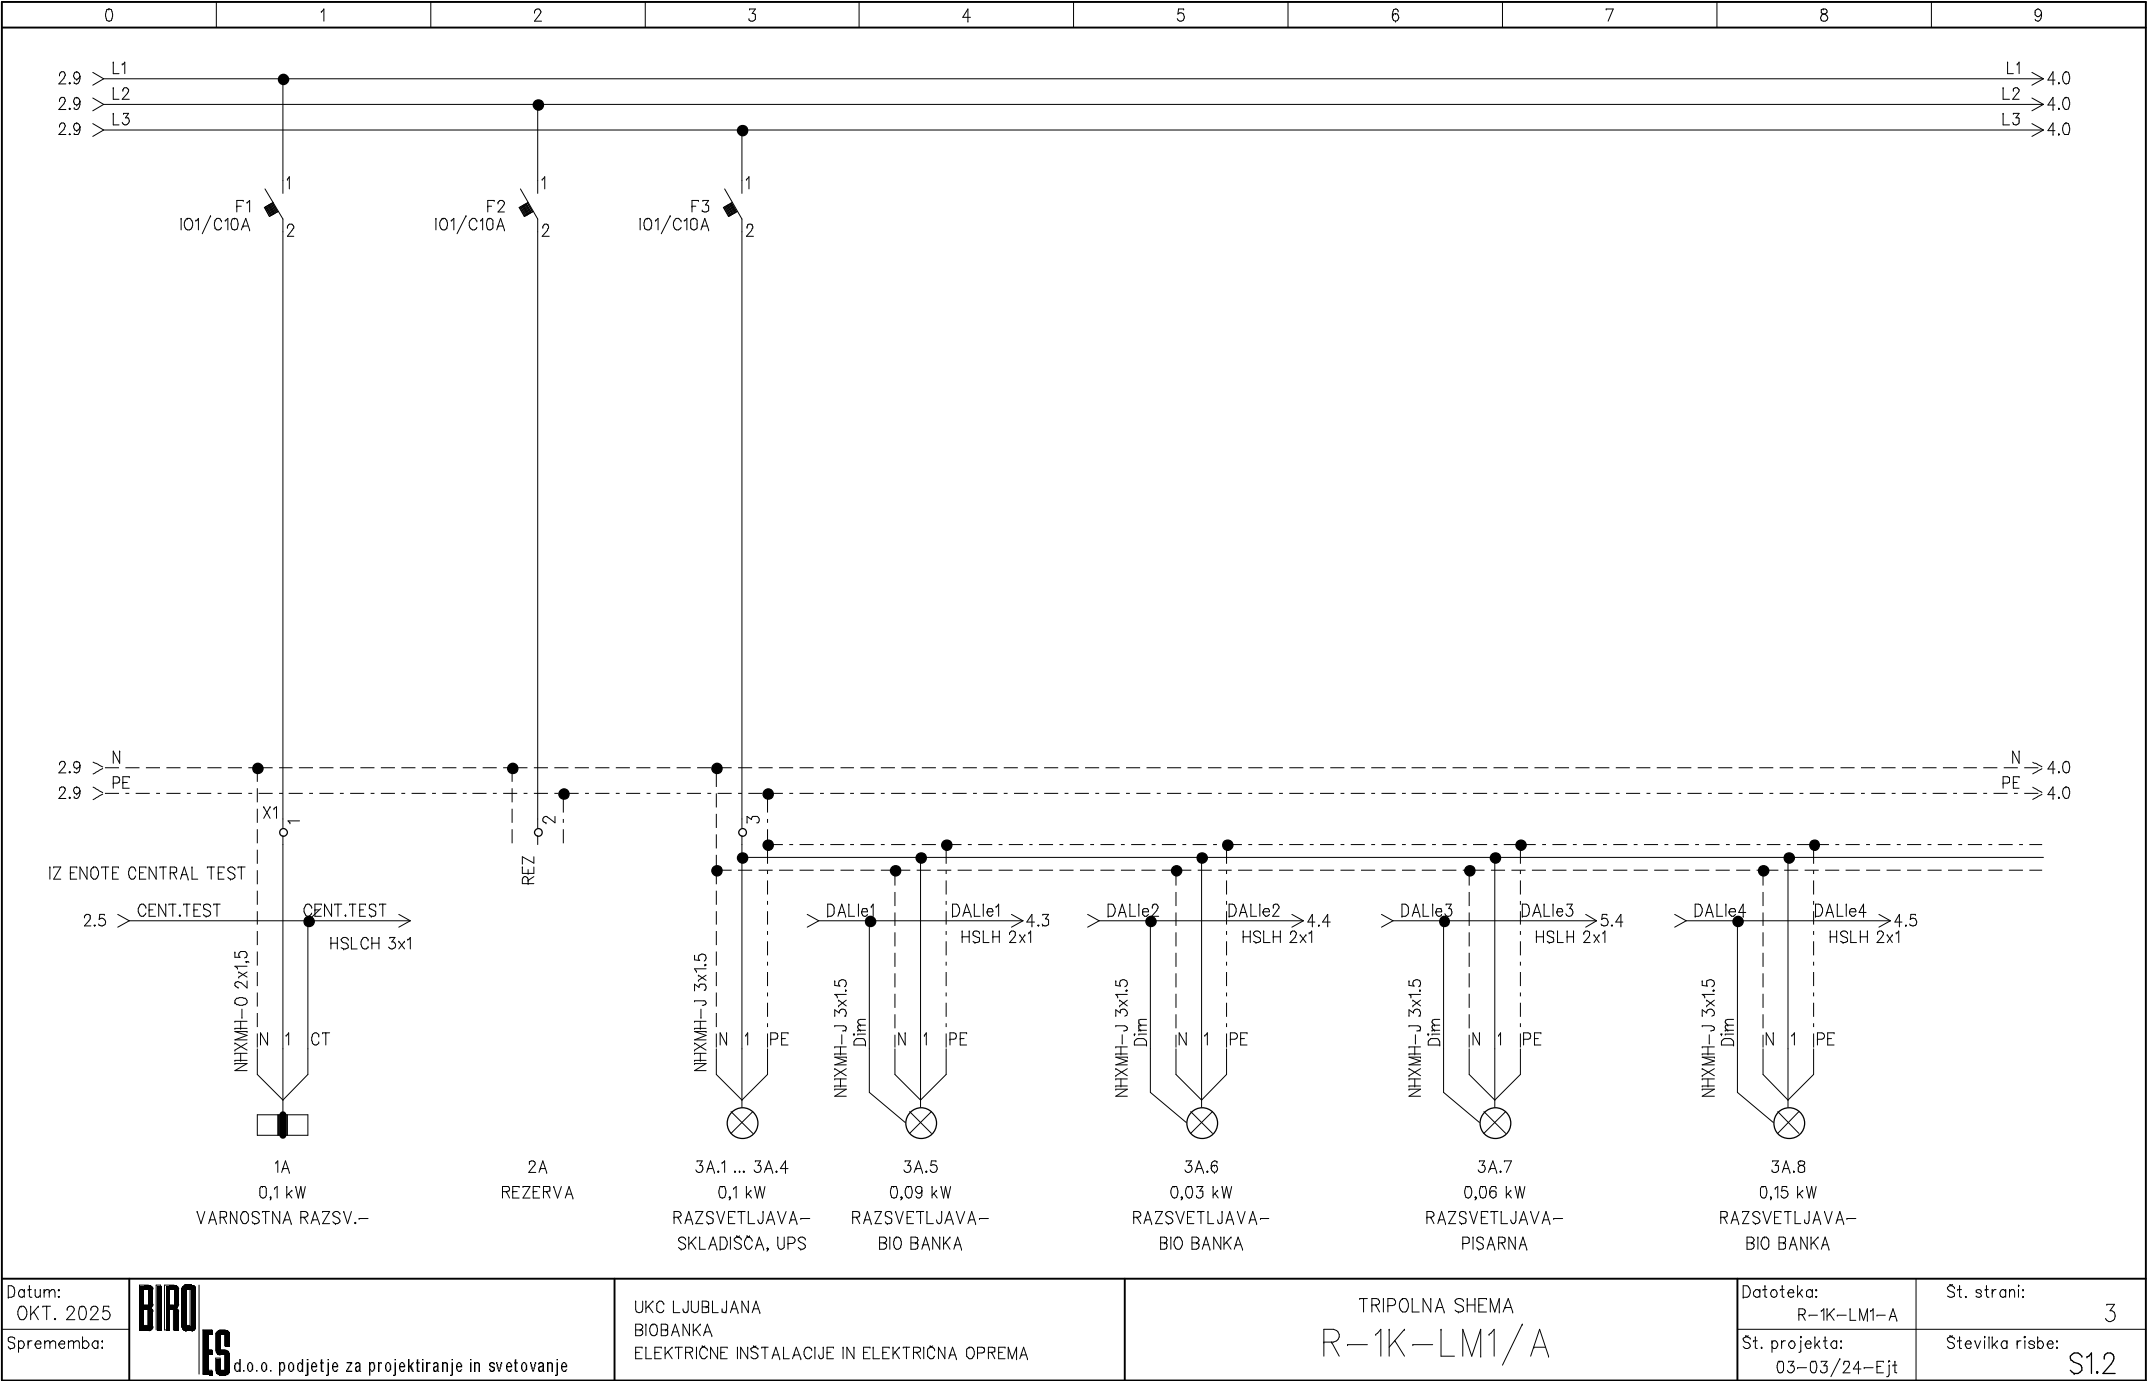 0 1 2 3 4 5 6 7 8 9
2.9 L1 L1 4.0
2.9 L2 L2 4.0
2.9 L3 L3 4.0
1 1 1
F1 F2 F3
IO1/C10A IO1/C10A IO1/C10A
2 2 2
2.9 N N 4.0
2.9 PE PE 4.0
X1 1 2 3
REZ
IZ ENOTE CENTRAL TEST
2.5 CENT.TEST CENT.TEST
HSLCH 3x1
DALIe1 DALIe1 4.3
HSLH 2x1
DALIe2 DALIe2 4.4
HSLH 2x1
DALIe3 DALIe3 5.4
HSLH 2x1
DALIe4 DALIe4 4.5
HSLH 2x1
NHXMH-O 2x1,5
NHXMH-J 3x1.5
NHXMH-J 3x1.5
Dim
NHXMH-J 3x1.5
Dim
NHXMH-J 3x1.5
Dim
NHXMH-J 3x1.5
Dim
N 1 CT N 1 PE N 1 PE N 1 PE N 1 PE N 1 PE
1A
0,1 kW
VARNOSTNA RAZSV.-
2A
REZERVA
3A.1 ... 3A.4
0,1 kW
RAZSVETLJAVA-
SKLADIŠČA, UPS
3A.5
0,09 kW
RAZSVETLJAVA-
BIO BANKA
3A.6
0,03 kW
RAZSVETLJAVA-
BIO BANKA
3A.7
0,06 kW
RAZSVETLJAVA-
PISARNA
3A.8
0,15 kW
RAZSVETLJAVA-
BIO BANKA
Datum:
OKT. 2025
Sprememba:
BIRO
ES d.o.o. podjetje za projektiranje in svetovanje
UKC LJUBLJANA
BIOBANKA
ELEKTRIČNE INŠTALACIJE IN ELEKTRIČNA OPREMA
TRIPOLNA SHEMA
R-1K-LM1/A
Datoteka:
R-1K-LM1-A
Št. projekta:
03-03/24-Ejt
Št. strani:
3
Številka risbe:
S1.2